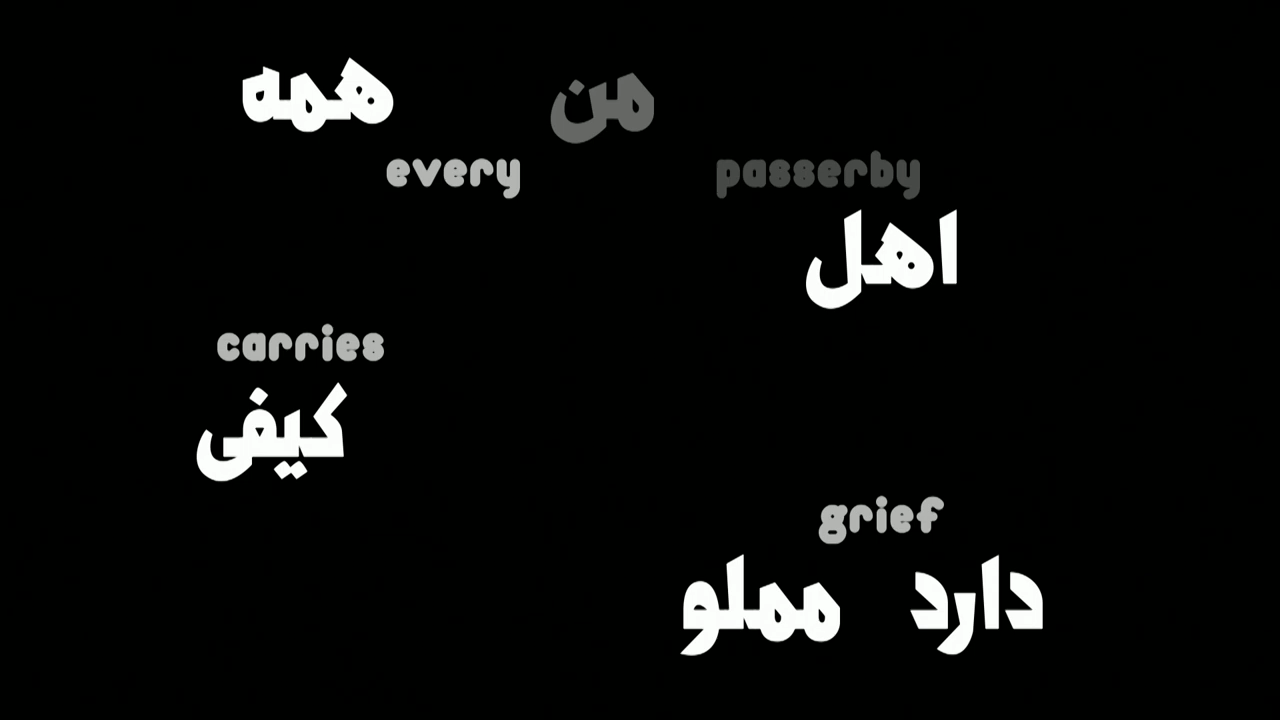 من همه
every passerby
اهل
carries
کیفی
grief
دارد مملو